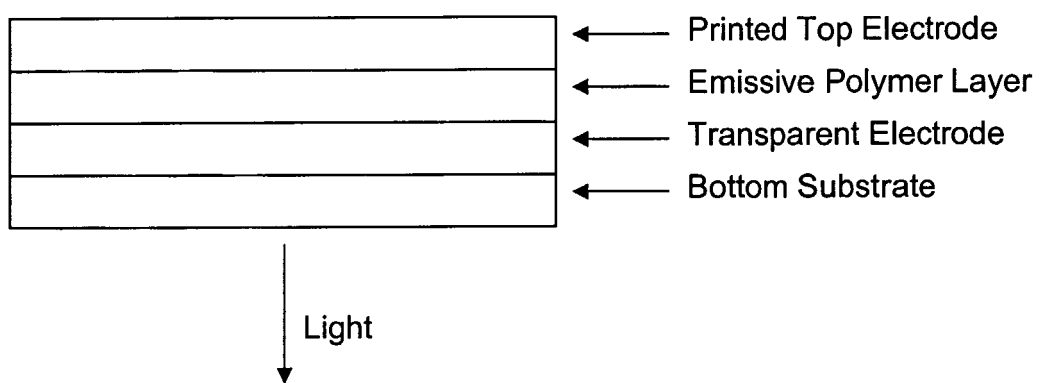 Printed Top Electrode
Emissive Polymer Layer
Transparent Electrode
Bottom Substrate
Light